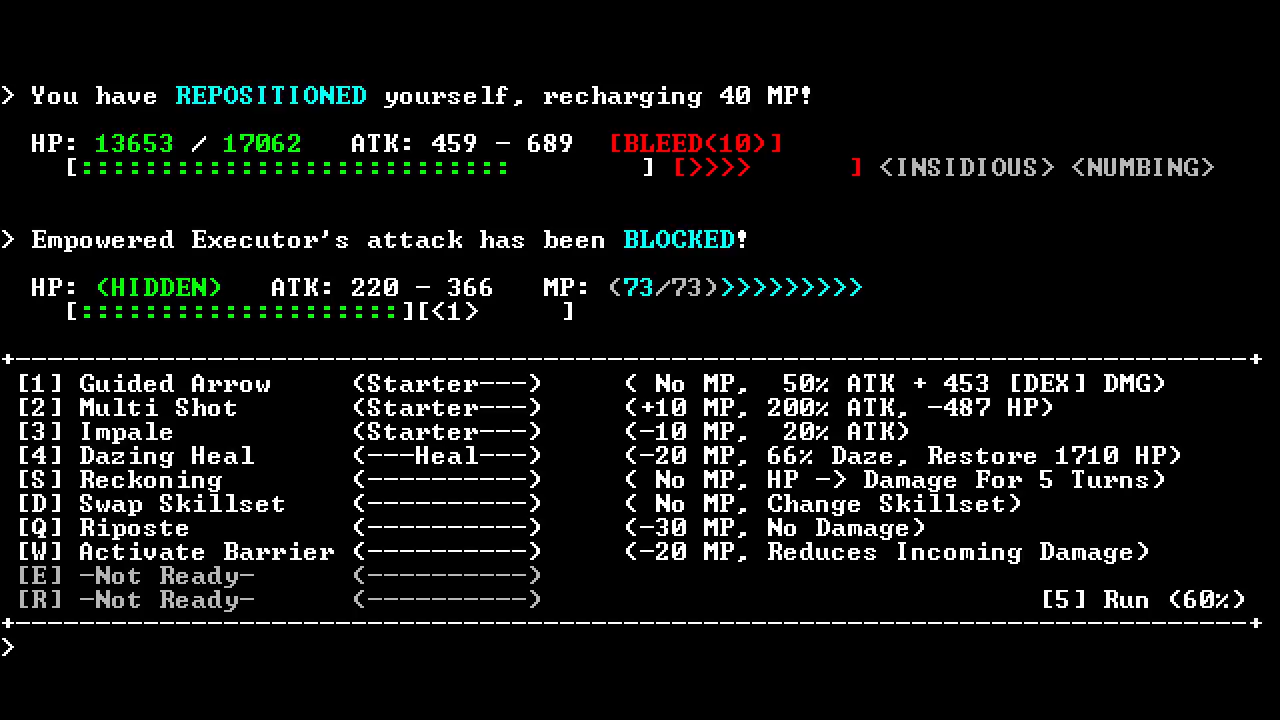 > You have REPOSITIONED yourself, recharging 40 MP!
HP: 13653 / 17062   ATK: 459 - 689  [BLEED(10)]
[:::::::::::::::::::::::::::        ] [>>>>      ] <INSIDIOUS> <NUMBING>
> Empowered Executor's attack has been BLOCKED!
HP: (HIDDEN)   ATK: 220 - 366   MP: (73/73)>>>>>>>>>
[::::::::::::::::::::][<1>     ]
+------------------------------------------------------------------------------+
[1] Guided Arrow     (Starter---)     ( No MP,  50% ATK + 453 [DEX] DMG)
[2] Multi Shot       (Starter---)     (+10 MP, 200% ATK, -487 HP)
[3] Impale           (Starter---)     (-10 MP,  20% ATK)
[4] Dazing Heal      (---Heal---)     (-20 MP, 66% Daze, Restore 1710 HP)
[S] Reckoning        (----------)     ( No MP, HP -> Damage For 5 Turns)
[D] Swap Skillset    (----------)     ( No MP, Change Skillset)
[Q] Riposte          (----------)     (-30 MP, No Damage)
[W] Activate Barrier (----------)     (-20 MP, Reduces Incoming Damage)
[E] -Not Ready-      (----------)
[R] -Not Ready-      (----------)                               [5] Run (60%)
+------------------------------------------------------------------------------+
>